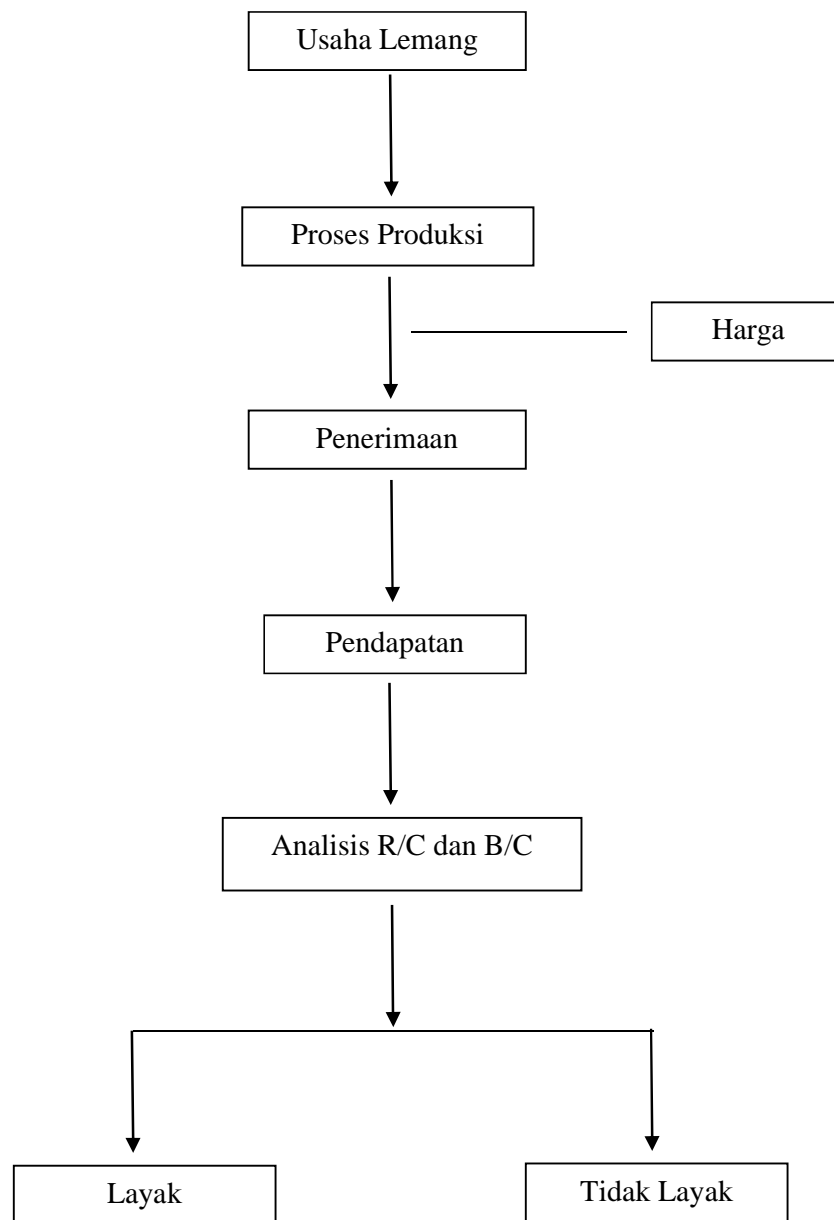 Usaha Lemang
Proses Produksi
Harga
Penerimaan
Pendapatan
Analisis R/C dan B/C
Layak
Tidak Layak